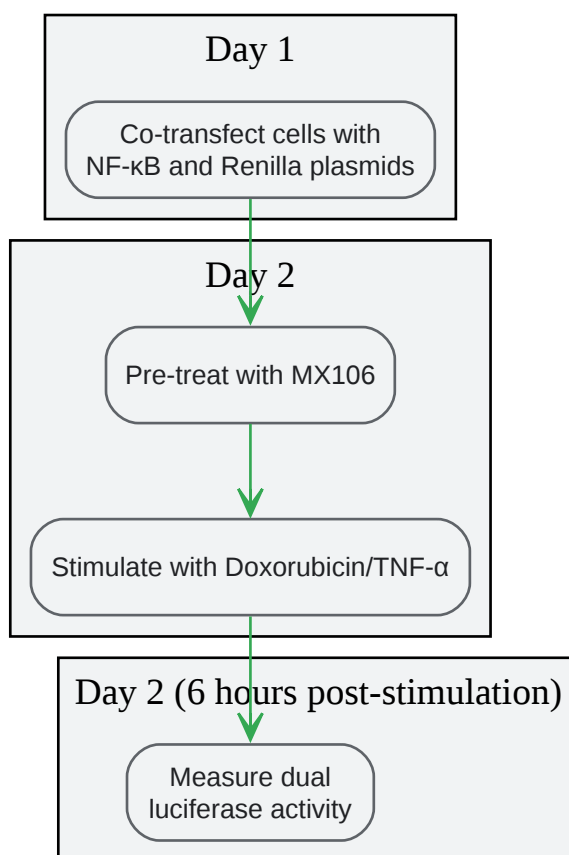 Day 1
Co-transfect cells with
NF-κB and Renilla plasmids
Day 2
Pre-treat with MX106
Stimulate with Doxorubicin/TNF-α
Day 2 (6 hours post-stimulation)
Measure dual
luciferase activity